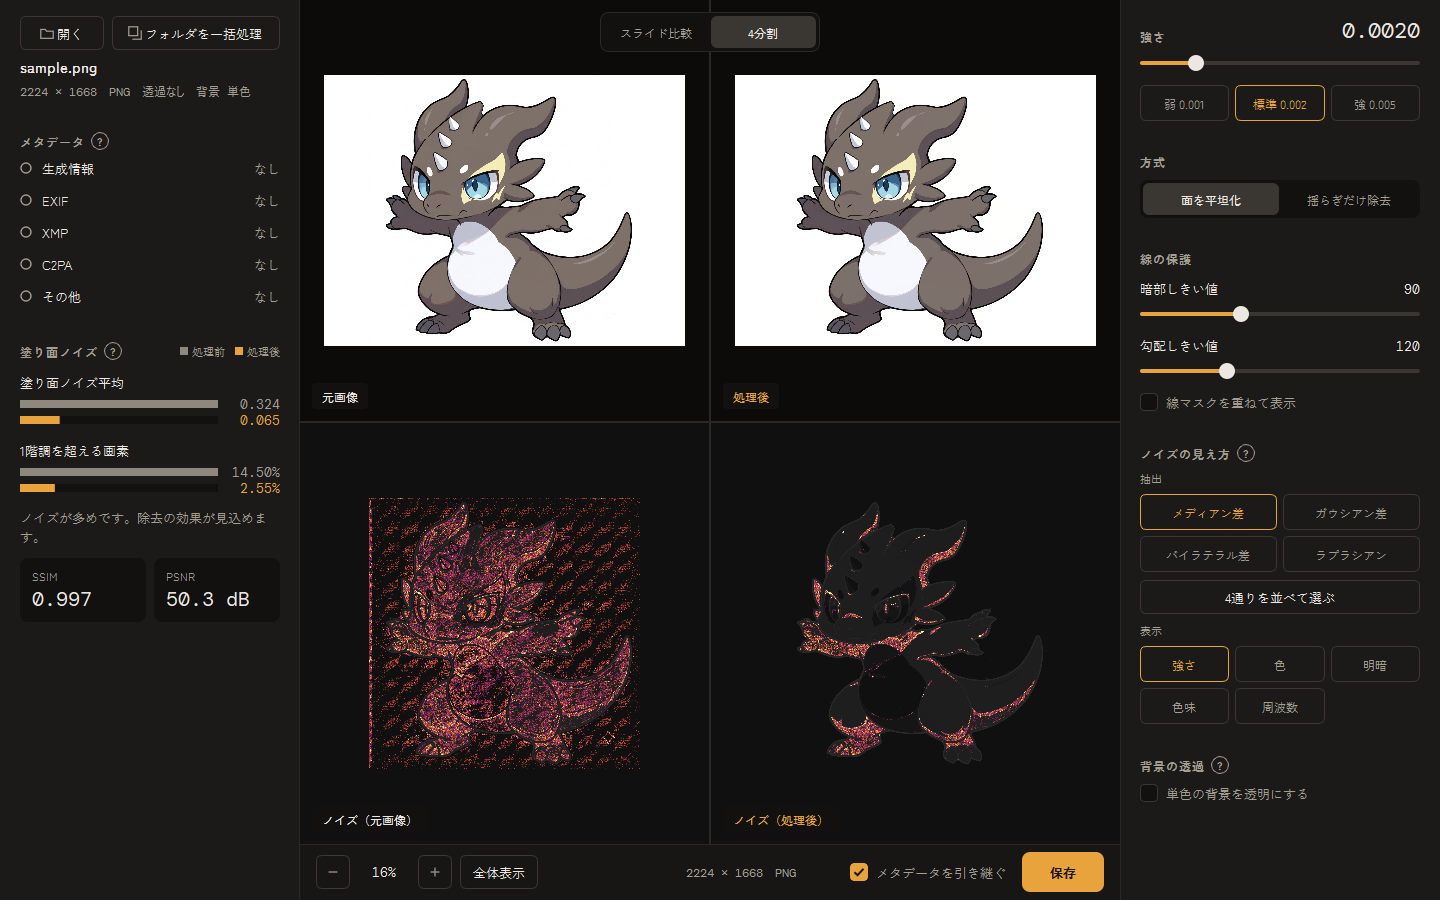 開く
フォルダを一括処理
sample.png
2224 × 1668 PNG 透過なし 背景 単色
メタデータ ?
生成情報 なし
EXIF なし
XMP なし
C2PA なし
その他 なし
塗り面ノイズ ? 処理前 処理後
塗り面ノイズ平均
0.324
0.065
1階調を超える画素
14.50%
2.55%
ノイズが多めです。除去の効果が見込めま
す。
SSIM
0.997
PSNR
50.3 dB
スライド比較
4分割
元画像
処理後
ノイズ（元画像）
ノイズ（処理後）
− 16% + 全体表示
2224 × 1668 PNG
メタデータを引き継ぐ
保存
強さ 0.0020
弱 0.001
標準 0.002
強 0.005
方式
面を平坦化
揺らぎだけ除去
線の保護
暗部しきい値 90
勾配しきい値 120
線マスクを重ねて表示
ノイズの見え方 ?
抽出
メディアン差
ガウシアン差
バイラテラル差
ラプラシアン
4通りを並べて選ぶ
表示
強さ
色
明暗
色味
周波数
背景の透過 ?
単色の背景を透明にする